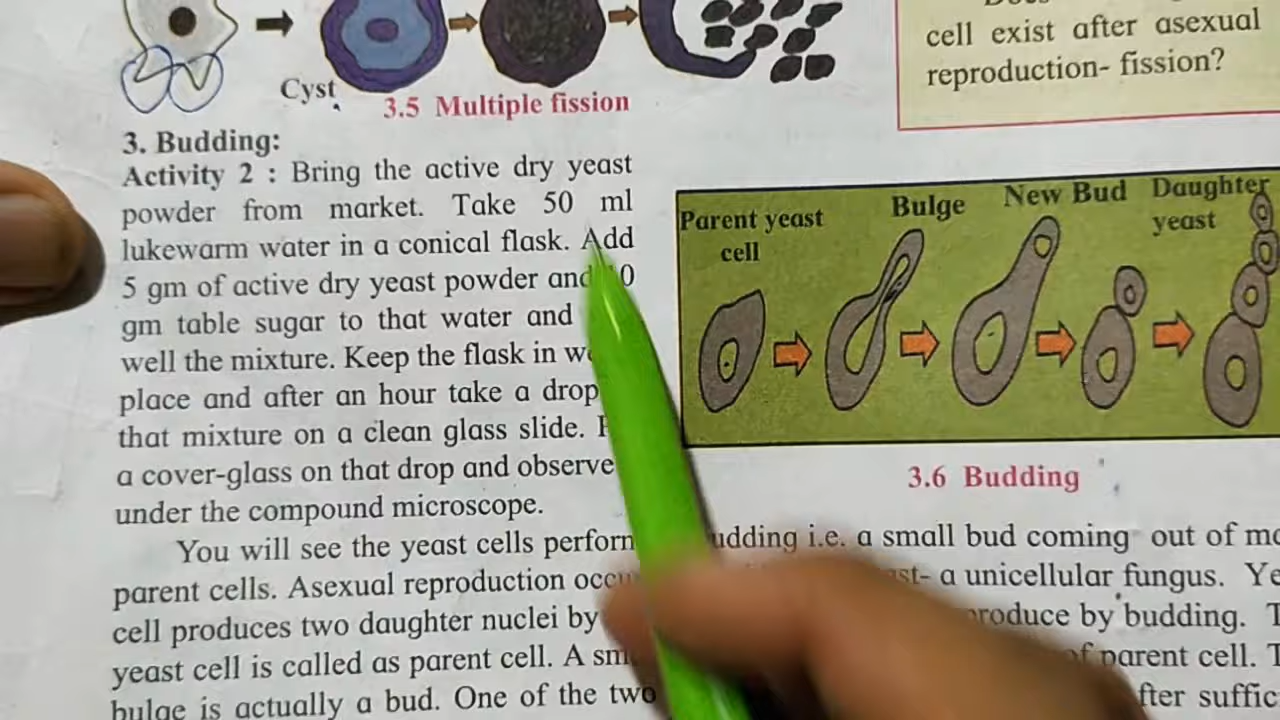 Cyst
3.5 Multiple fission
cell exist after asexual
reproduction- fission?
3. Budding:
Activity 2 : Bring the active dry yeast
powder from market. Take 50 ml
lukewarm water in a conical flask. Add
5 gm of active dry yeast powder and
gm table sugar to that water and
well the mixture. Keep the flask in
place and after an hour take a drop
that mixture on a clean glass slide.
a cover-glass on that drop and observe
under the compound microscope.
Parent yeast
cell
Bulge
New Bud
Daughter
yeast
3.6 Budding
You will see the yeast cells perform budding i.e. a small bud coming out of
parent cells. Asexual reproduction - a unicellular fungus.
cell produces two daughter nuclei by by budding.
yeast cell is called as parent cell. A of parent cell.
bulge is actually a bud. One of the two